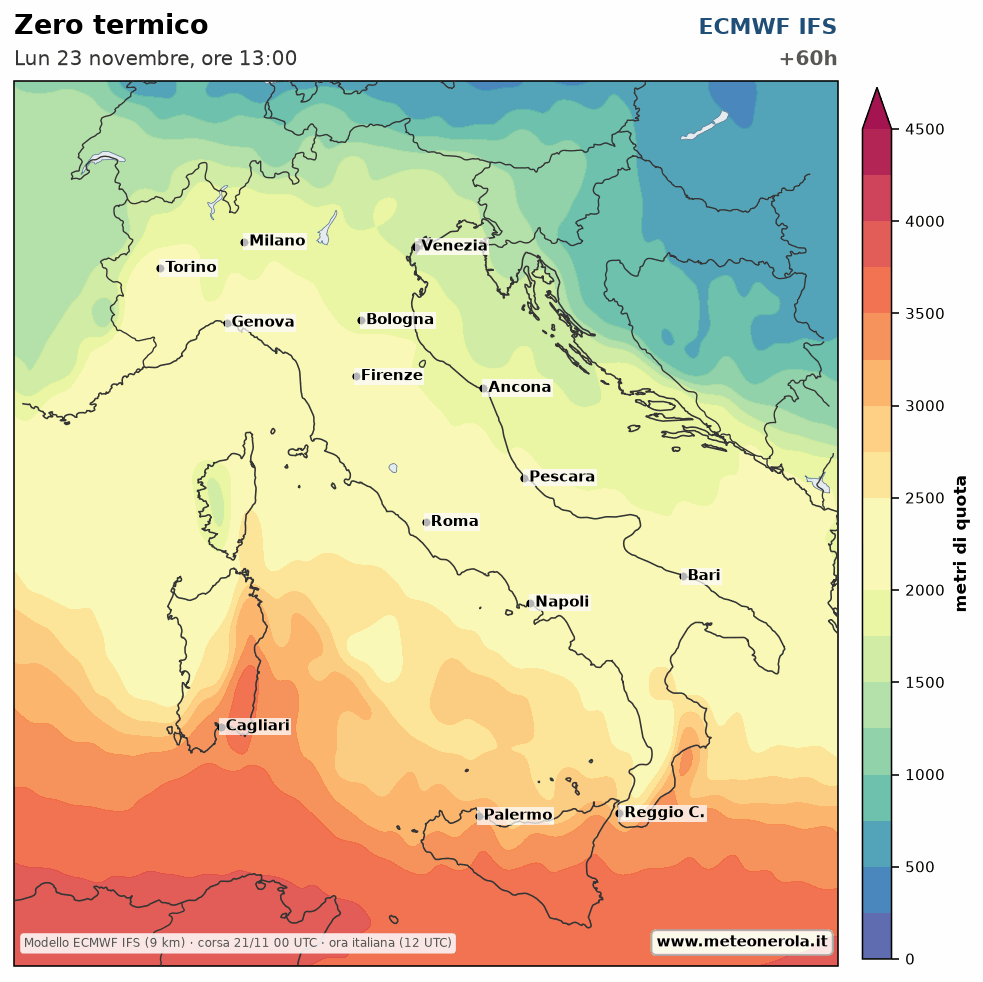 Zero termico
ECMWF IFS
Lun 23 novembre, ore 13:00
+60h
Milano
Venezia
Torino
Genova
Bologna
Firenze
Ancona
Pescara
Roma
Bari
Napoli
Cagliari
Palermo
Reggio C.
4500
4000
3500
3000
2500
2000
1500
1000
500
0
metri di quota
Modello ECMWF IFS (9 km) · corsa 21/11 00 UTC · ora italiana (12 UTC)
www.meteonerola.it